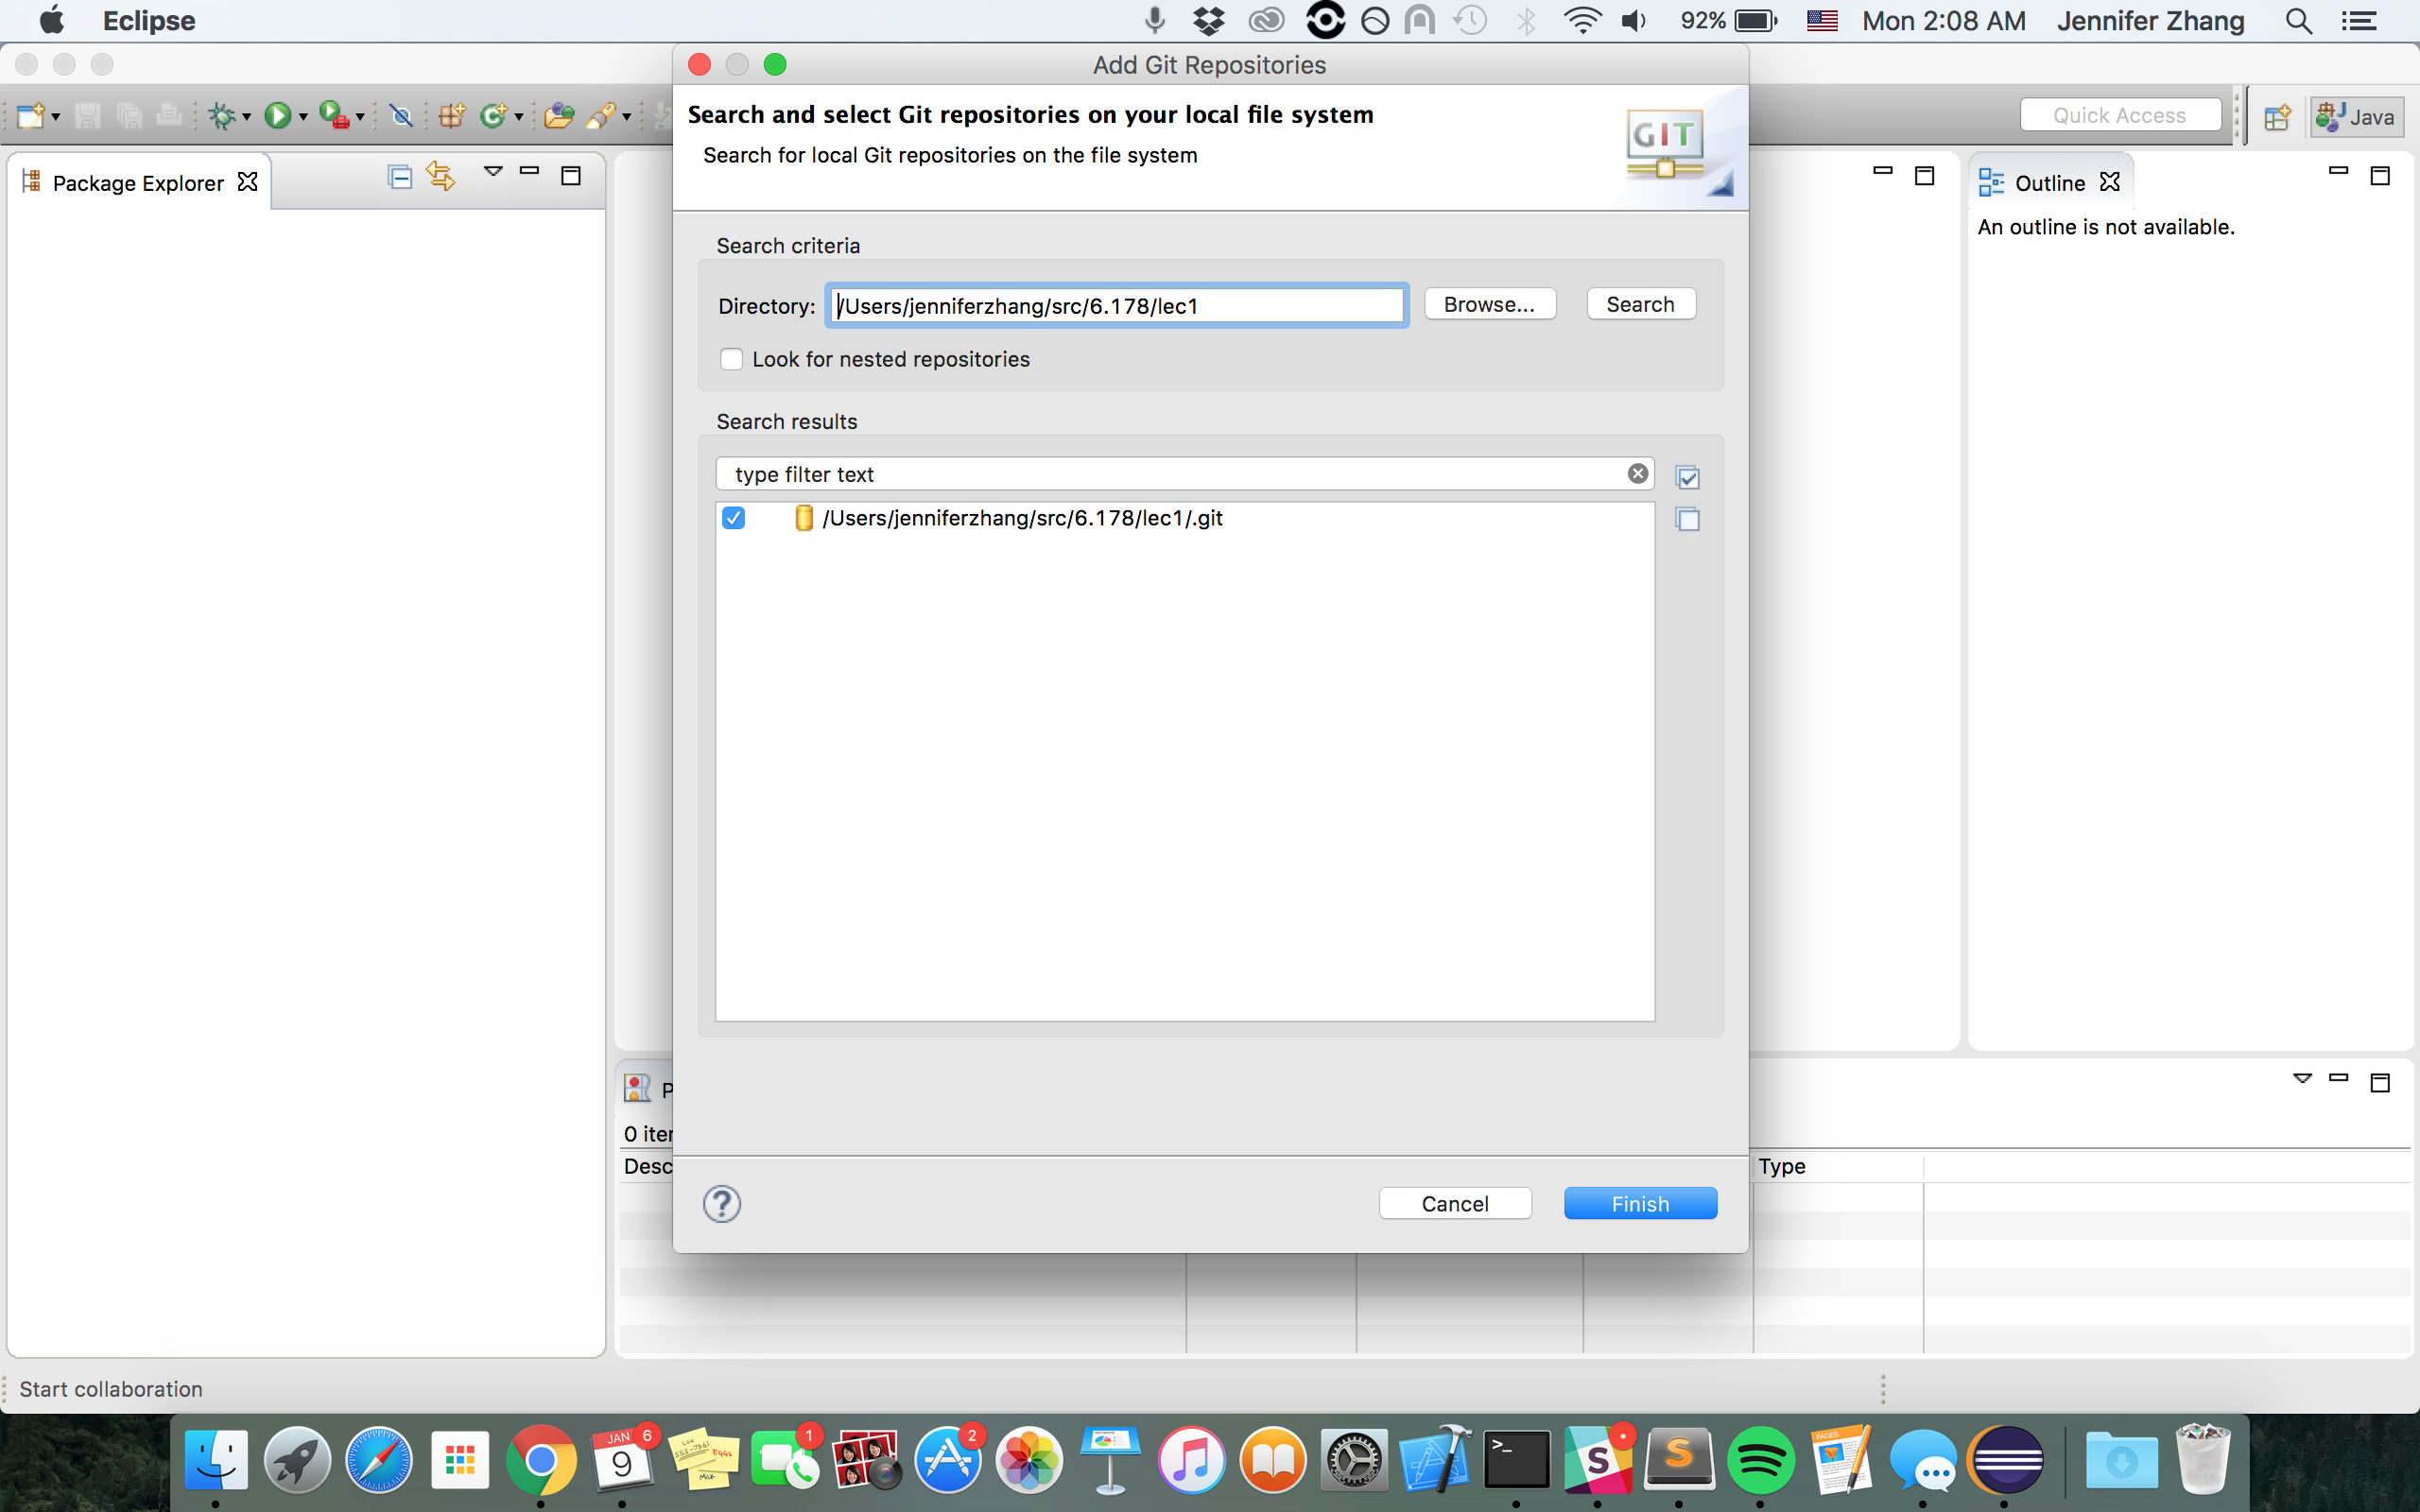 Eclipse
92%
Mon 2:08 AM
Jennifer Zhang
Add Git Repositories
Search and select Git repositories on your local file system
Search for local Git repositories on the file system
GIT
Quick Access
Java
Package Explorer
Outline
An outline is not available.
Search criteria
Directory:
/Users/jenniferzhang/src/6.178/lec1
Browse...
Search
Look for nested repositories
Search results
type filter text
/Users/jenniferzhang/src/6.178/lec1/.git
P
0 iter
Desc
Type
?
Cancel
Finish
Start collaboration
JAN
9
6
1
2
>_
S
S
PAGES